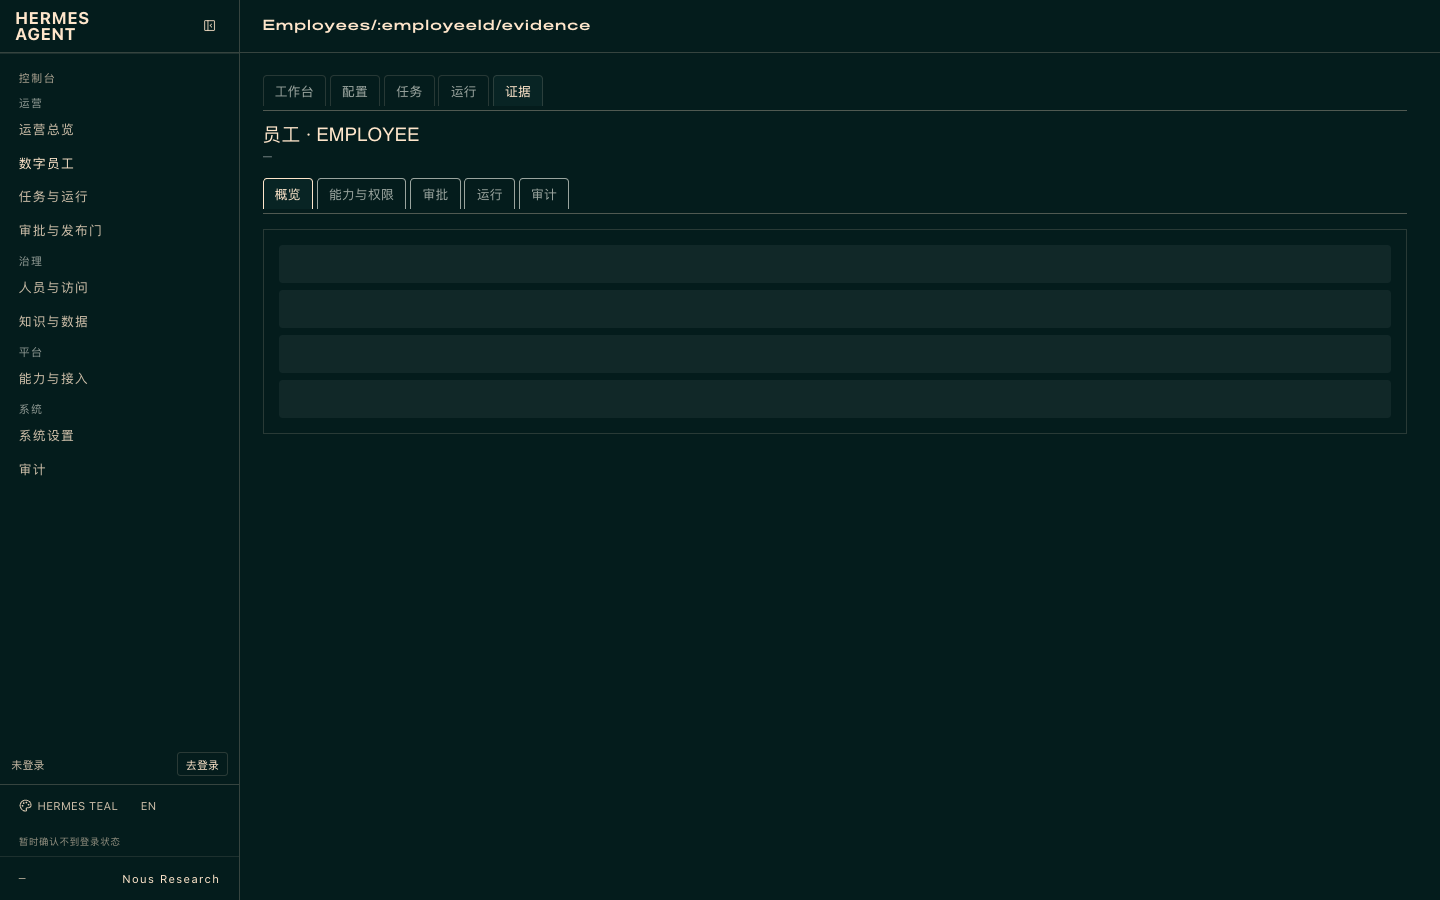 HERMES
AGENT
Employees/:employeeId/evidence
控制台
运营
运营总览
数字员工
任务与运行
审批与发布门
治理
人员与访问
知识与数据
平台
能力与接入
系统
系统设置
审计
未登录
去登录
HERMES TEAL
EN
暂时确认不到登录状态
—
Nous Research
工作台
配置
任务
运行
证据
员工 · EMPLOYEE
—
概览
能力与权限
审批
运行
审计